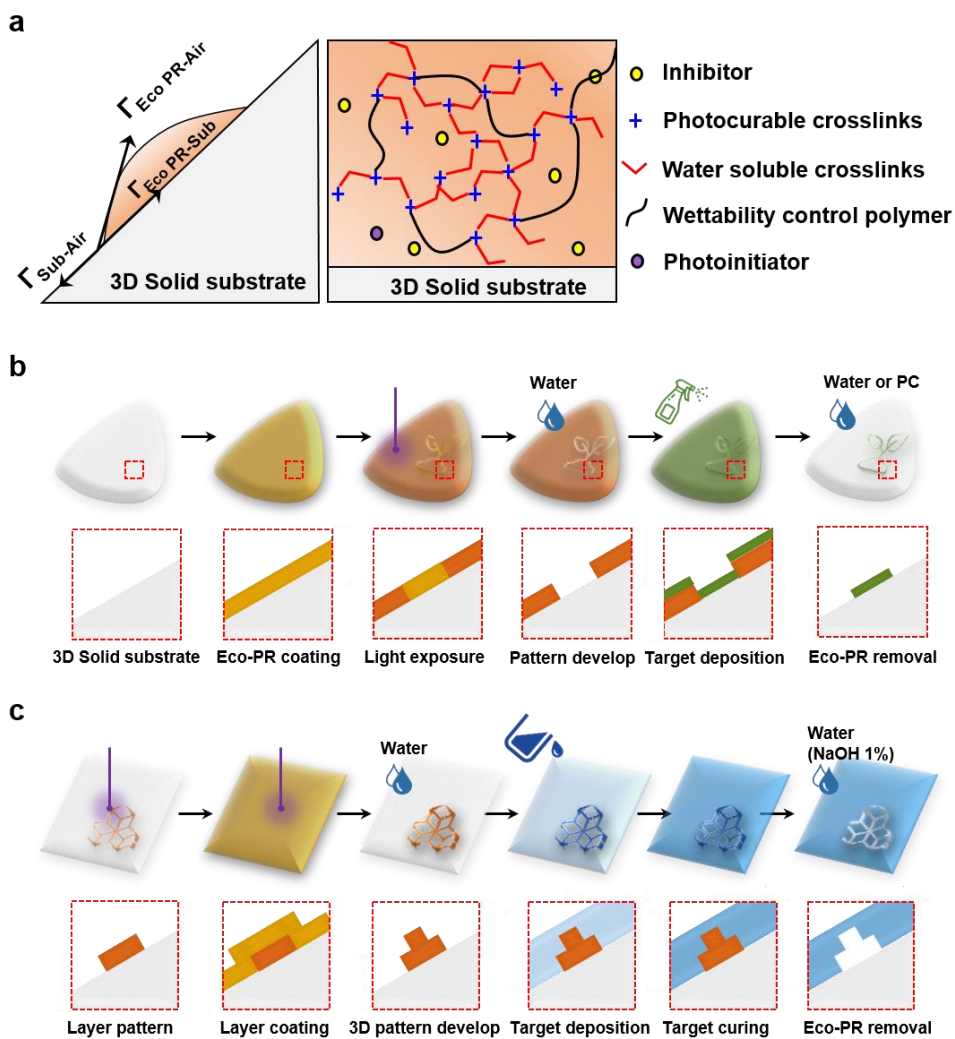 a
Γ Eco PR-Air
Γ Eco PR-Sub
Γ Sub-Air
3D Solid substrate
3D Solid substrate
Inhibitor
Photocurable crosslinks
Water soluble crosslinks
Wettability control polymer
Photoinitiator
b
Water
Water or PC
3D Solid substrate
Eco-PR coating
Light exposure
Pattern develop
Target deposition
Eco-PR removal
c
Water
Water
(NaOH 1%)
Layer pattern
Layer coating
3D pattern develop
Target deposition
Target curing
Eco-PR removal